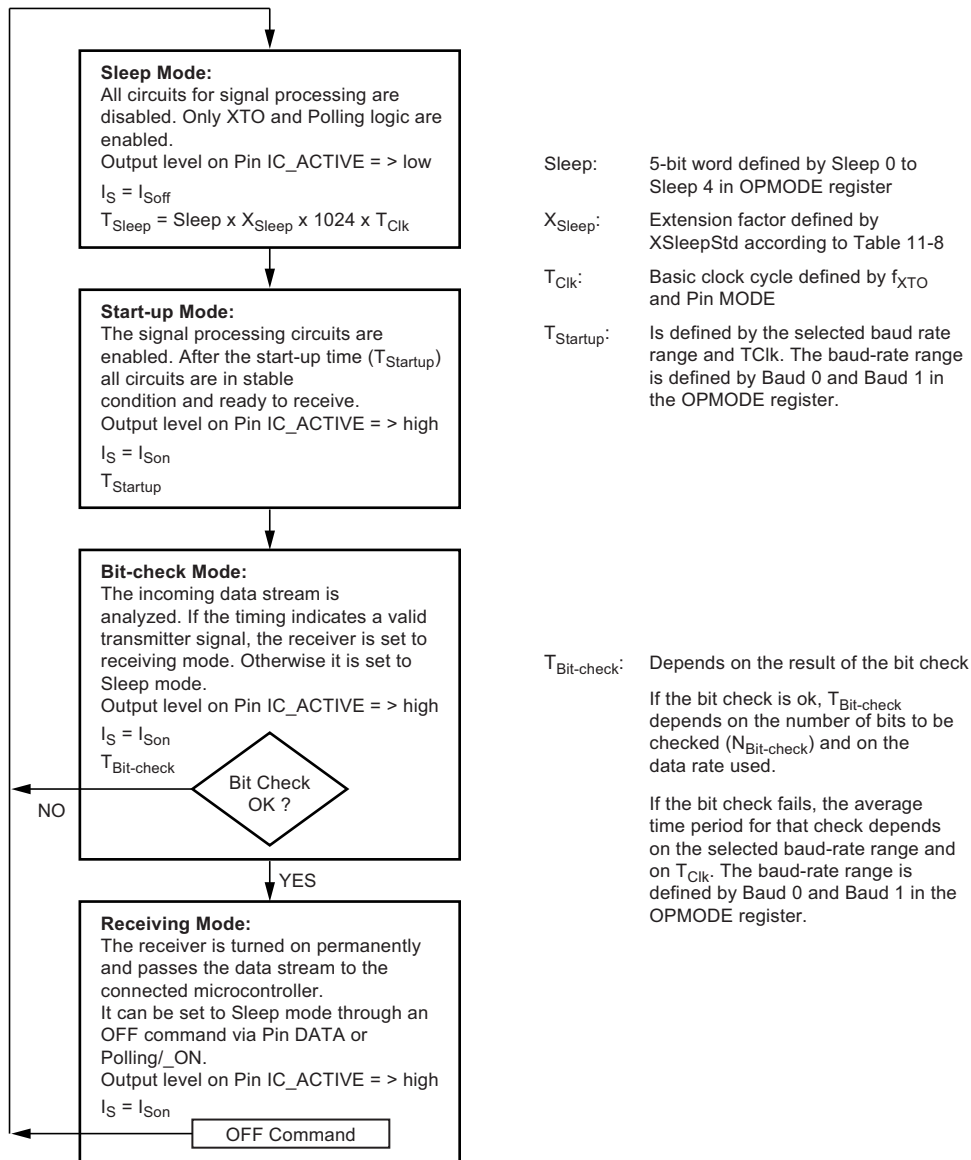 Sleep Mode:
All circuits for signal processing are
disabled. Only XTO and Polling logic are
enabled.
Output level on Pin IC_ACTIVE = > low
IS = ISoff
TSleep = Sleep x XSleep x 1024 x TClk
Start-up Mode:
The signal processing circuits are
enabled. After the start-up time (TStartup)
all circuits are in stable
condition and ready to receive.
Output level on Pin IC_ACTIVE = > high
IS = ISon
TStartup
Bit-check Mode:
The incoming data stream is
analyzed. If the timing indicates a valid
transmitter signal, the receiver is set to
receiving mode. Otherwise it is set to
Sleep mode.
Output level on Pin IC_ACTIVE = > high
IS = ISon
TBit-check
Bit Check
OK ?
NO
YES
Receiving Mode:
The receiver is turned on permanently
and passes the data stream to the
connected microcontroller.
It can be set to Sleep mode through an
OFF command via Pin DATA or
Polling/_ON.
Output level on Pin IC_ACTIVE = > high
IS = ISon
OFF Command
Sleep: 5-bit word defined by Sleep 0 to
Sleep 4 in OPMODE register
XSleep: Extension factor defined by
XSleepStd according to Table 11-8
TClk: Basic clock cycle defined by fXTO
and Pin MODE
TStartup: Is defined by the selected baud rate
range and TClk. The baud-rate range
is defined by Baud 0 and Baud 1 in
the OPMODE register.
TBit-check: Depends on the result of the bit check
If the bit check is ok, TBit-check
depends on the number of bits to be
checked (NBit-check) and on the
data rate used.
If the bit check fails, the average
time period for that check depends
on the selected baud-rate range and
on TClk. The baud-rate range is
defined by Baud 0 and Baud 1 in the
OPMODE register.